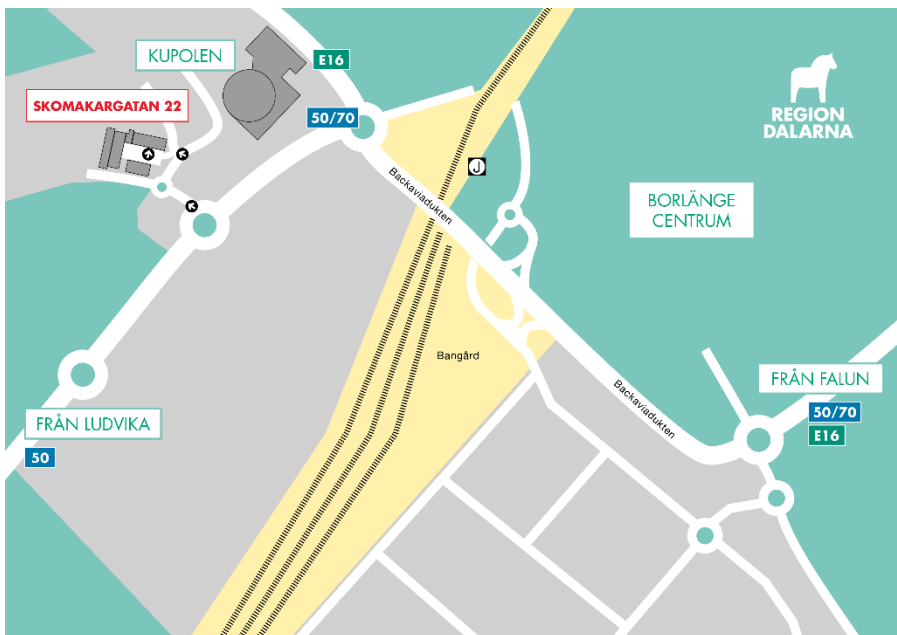 KUPOLEN
E16
SKOMAKARGATAN 22
50/70
REGION
DALARNA
J
Backaviadukten
BORLÄNGE
CENTRUM
Bangård
FRÅN FALUN
Backaviadukten
50/70
FRÅN LUDVIKA
E16
50